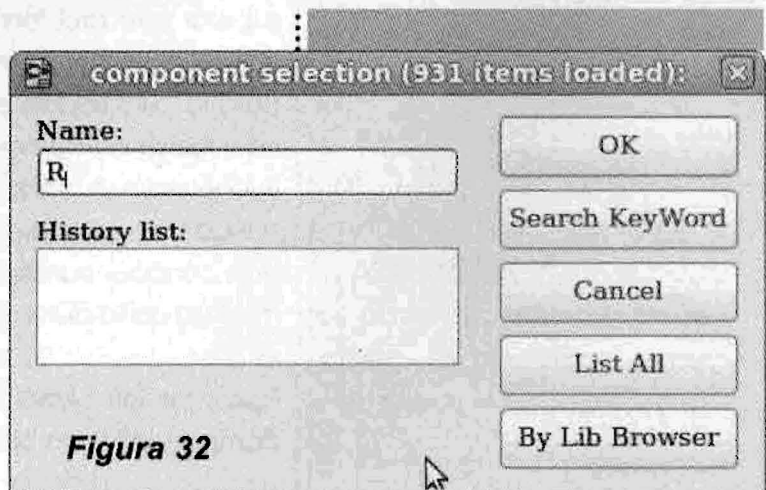 component selection (931 items loaded):
Name:
R
OK
Search KeyWord
History list:
Cancel
List All
By Lib Browser
Figura 32